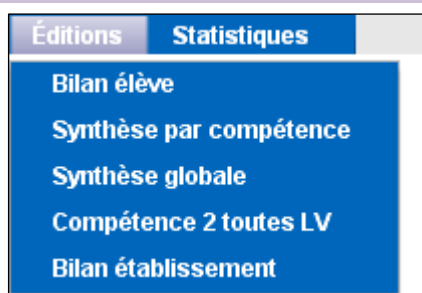 Éditions Statistiques
Bilan élève
Synthèse par compétence
Synthèse globale
Compétence 2 toutes LV
Bilan établissement